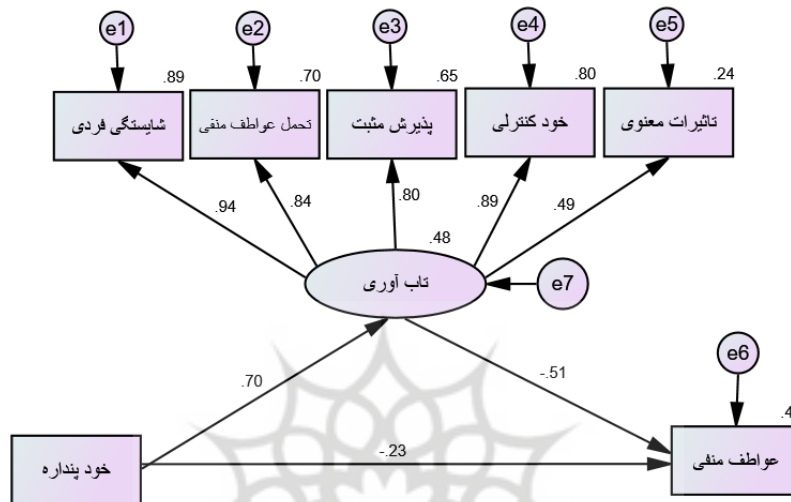 e1 e2 e3 e4 e5
.89 .70 .65 .80 .24
شایستگی فردی
تحمل عواطف منفی
پذیرش مثبت
خود کنترلی
تاثیرات معنوی
.94 .84 .80 .89 .49
.48
تاب آوری
e7
e6
.70 -.51
خود پنداره
-.23
عواطف منفی